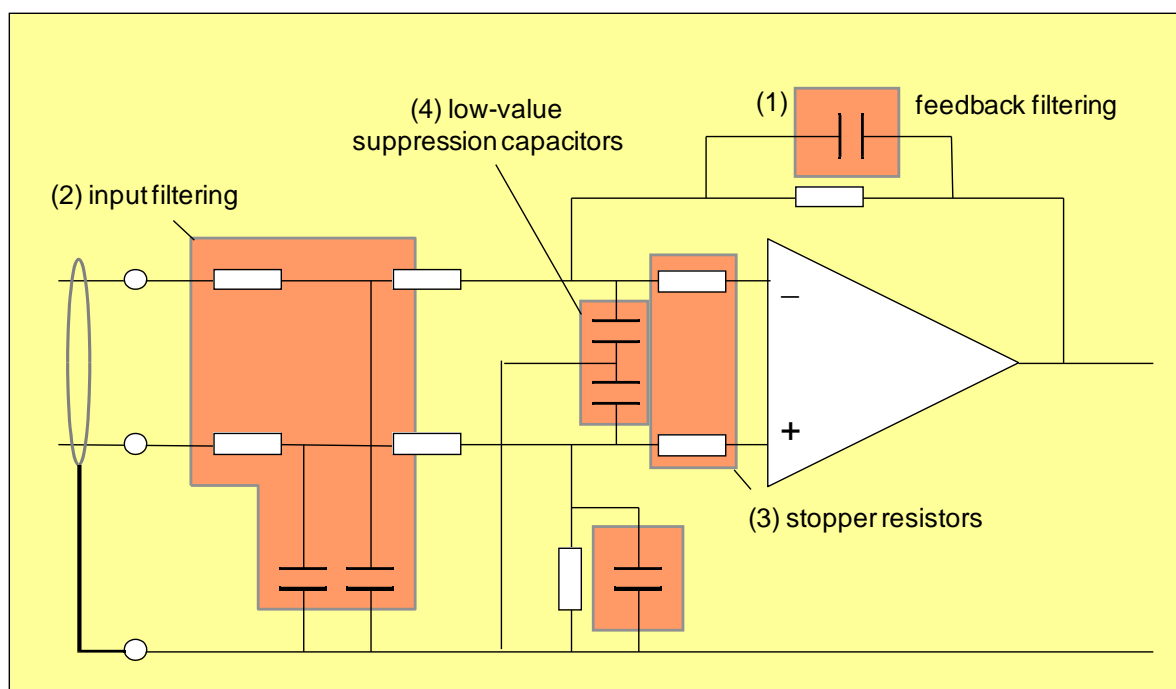 (1) feedback filtering
(4) low-value
suppression capacitors
(2) input filtering
−
+
(3) stopper resistors